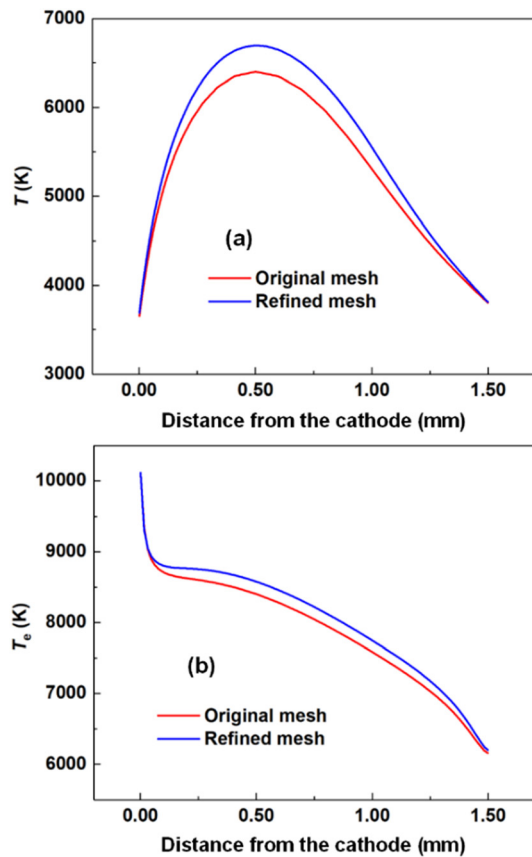 7000
6000
5000
4000
3000
T (K)
(a)
Original mesh
Refined mesh
0.00 0.50 1.00 1.50
Distance from the cathode (mm)
10000
9000
8000
7000
6000
Te (K)
(b)
Original mesh
Refined mesh
0.00 0.50 1.00 1.50
Distance from the cathode (mm)